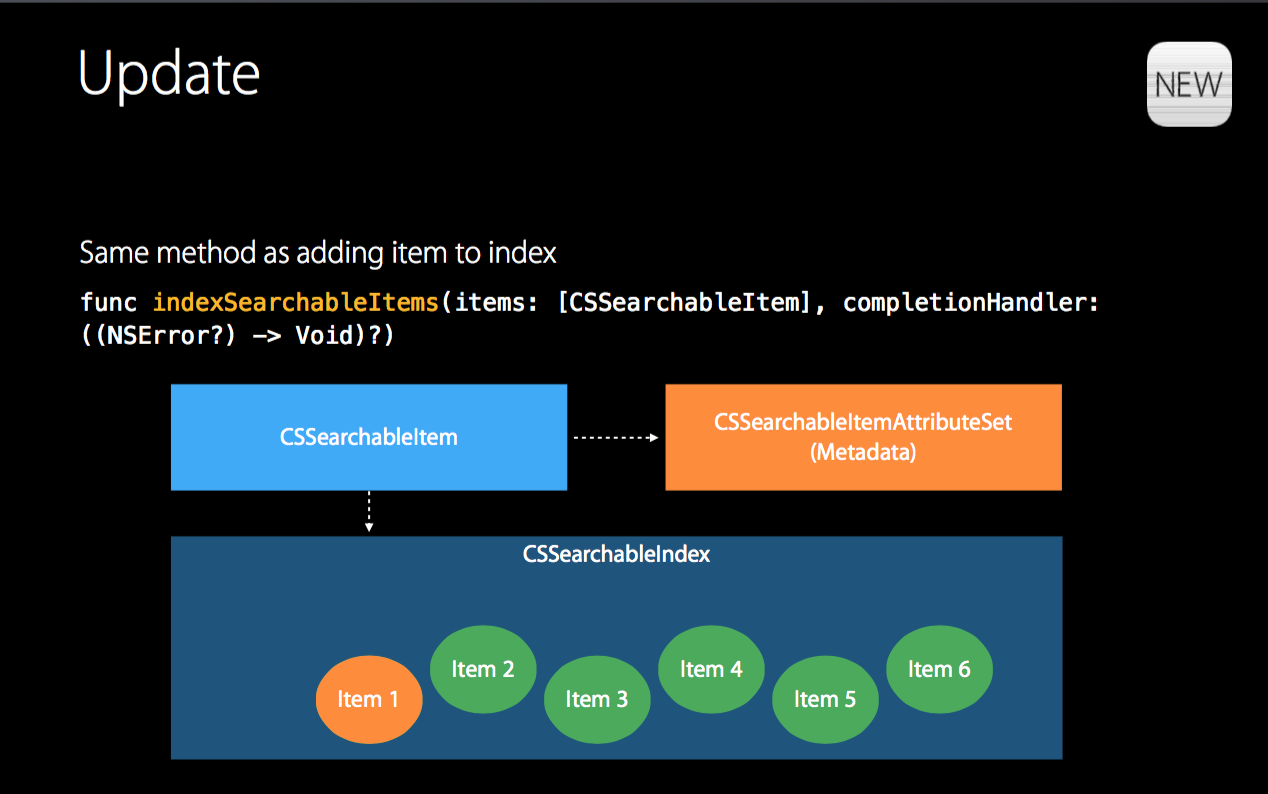 Update
NEW
Same method as adding item to index
func indexSearchableItems(items: [CSSearchableItem], completionHandler:
((NSError?) —> Void)?)
CSSearchableItem
CSSearchableItemAttributeSet
(Metadata)
CSSearchableIndex
Item 1
Item 2
Item 3
Item 4
Item 5
Item 6